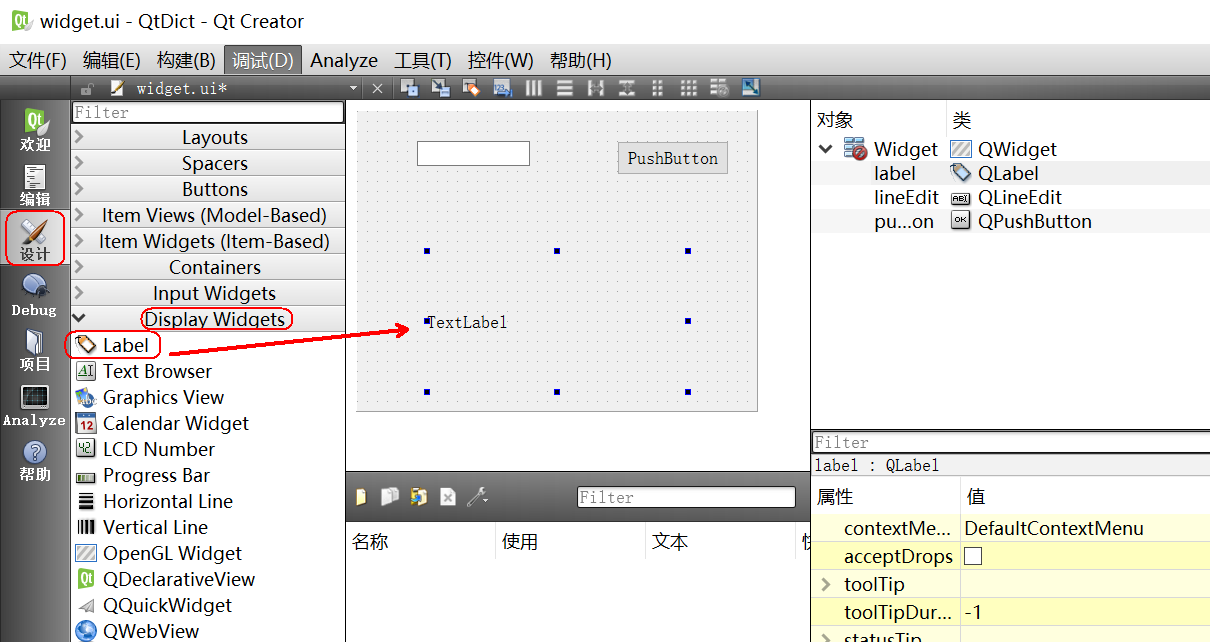 widget.ui - QtDict - Qt Creator
文件(F) 编辑(E) 构建(B) 调试(D) Analyze 工具(T) 控件(W) 帮助(H)
widget.ui*
欢迎
编辑
设计
Debug
项目
Analyze
帮助
Filter
Layouts
Spacers
Buttons
Item Views (Model-Based)
Item Widgets (Item-Based)
Containers
Input Widgets
Display Widgets
Label
Text Browser
Graphics View
Calendar Widget
LCD Number
Progress Bar
Horizontal Line
Vertical Line
OpenGL Widget
QDeclarativeView
QQuickWidget
QWebView
PushButton
TextLabel
Filter
名称 使用 文本
对象 类
Widget QWidget
label QLabel
lineEdit QLineEdit
pu...on QPushButton
Filter
label : QLabel
属性 值
contextMe... DefaultContextMenu
acceptDrops
toolTip
toolTipDur... -1
statusTip